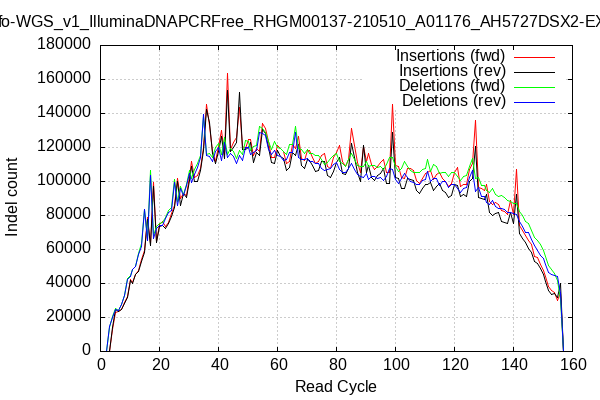 fo-WGS_v1_IlluminaDNAPCRFree_RHGM00137-210510_A01176_AH5727DSX2-EX
180000
160000
140000
120000
100000
80000
60000
40000
20000
0
Indel count
Insertions (fwd)
Insertions (rev)
Deletions (fwd)
Deletions (rev)
0 20 40 60 80 100 120 140 160
Read Cycle